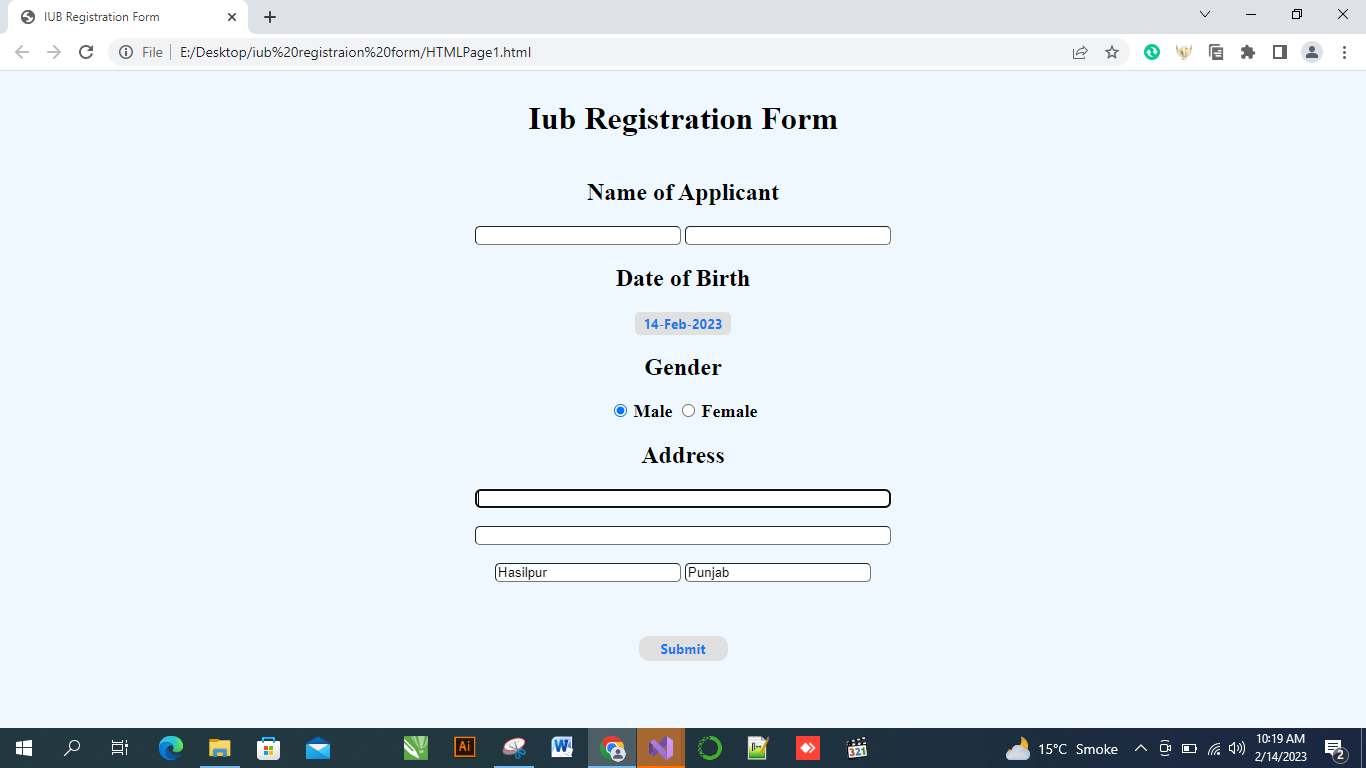 IUB Registration Form
File E:/Desktop/iub%20registraion%20form/HTMLPage1.html
Iub Registration Form
Name of Applicant
Date of Birth
14-Feb-2023
Gender
Male Female
Address
Hasilpur Punjab
Submit
Ai W 321 15°C Smoke 10:19 AM
2/14/2023
2